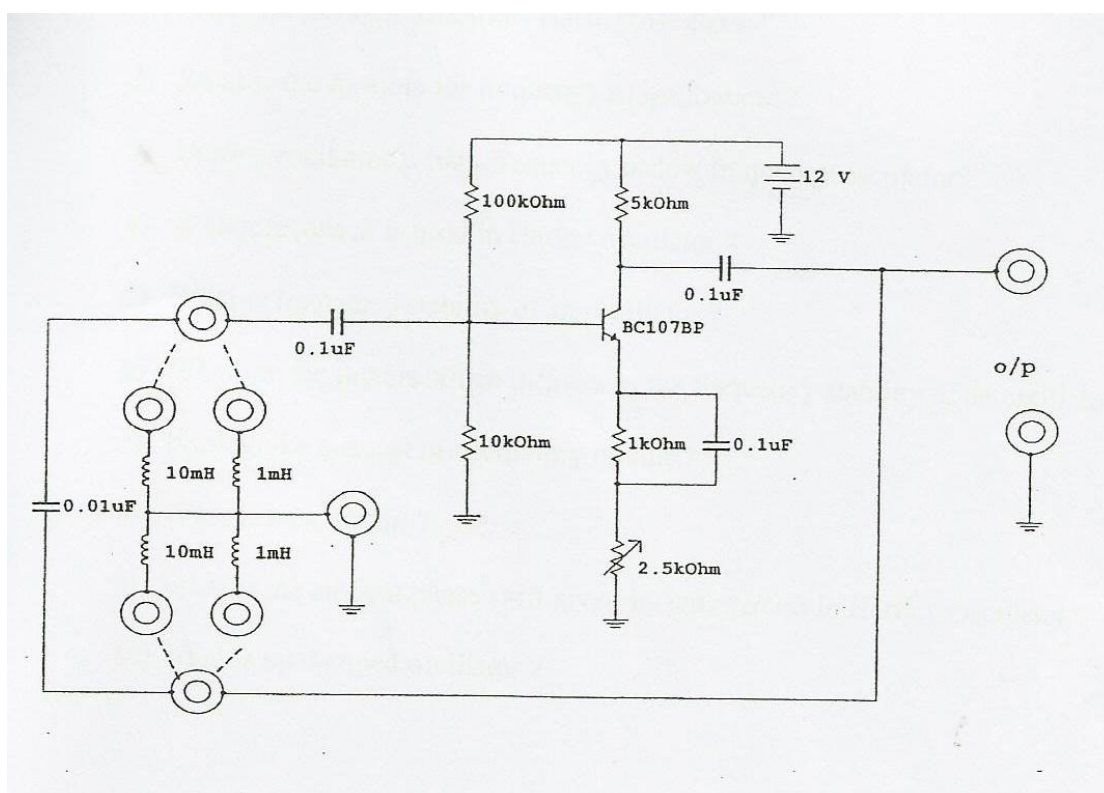 12 V
100kOhm
5kOhm
0.1uF
BC107BP
0.1uF
o/p
10kOhm
1kOhm
0.1uF
10mH
1mH
0.01uF
10mH
1mH
2.5kOhm